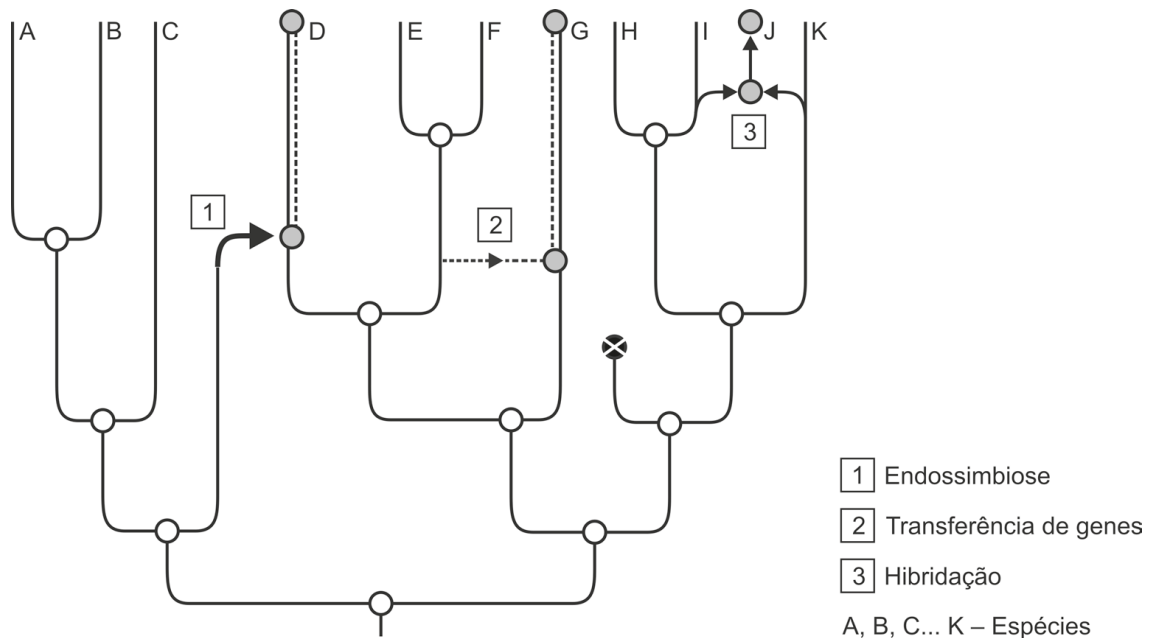 A B C D E F G H I J K
3
1
2
1 Endossimbiose
2 Transferência de genes
3 Hibridação
A, B, C... K – Espécies